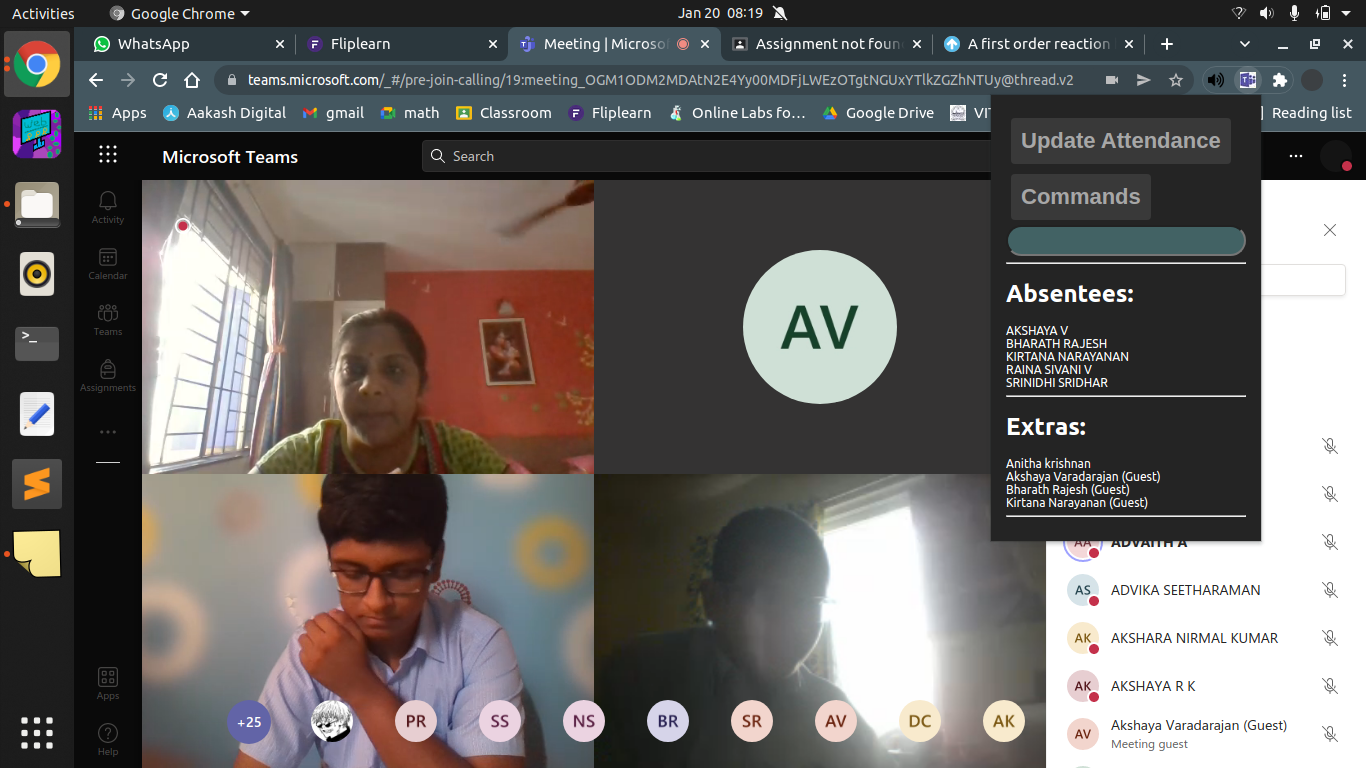 Activities
Google Chrome
Jan 20 08:19
WhatsApp
Fliplearn
Meeting | Microso
Assignment not foun
A first order reaction
teams.microsoft.com/_#/pre-join-calling/19:meeting_OGM1ODM2MDAtN2E4Yy00MDFjLWEzOTgtNGUxYTlkZGZhNTUy@thread.v2
Apps
Aakash Digital
gmail
math
Classroom
Fliplearn
Online Labs fo...
Google Drive
VIT
Reading list
Microsoft Teams
Search
Update Attendance
Commands
Absentees:
AKSHAYA V
BHARATH RAJESH
KIRTANA NARAYANAN
RAINA SIVANI V
SRINIDHI SRIDHAR
Extras:
Anitha krishnan
Akshaya Varadarajan (Guest)
Bharath Rajesh (Guest)
Kirtana Narayanan (Guest)
Activity
Calendar
Teams
Assignments
Apps
Help
AV
+25
PR
SS
NS
BR
SR
AV
DC
AK
AA
ADVAITH A
AS
ADVIKA SEETHARAMAN
AK
AKSHARA NIRMAL KUMAR
AK
AKSHAYA R K
AV
Akshaya Varadarajan (Guest)
Meeting guest